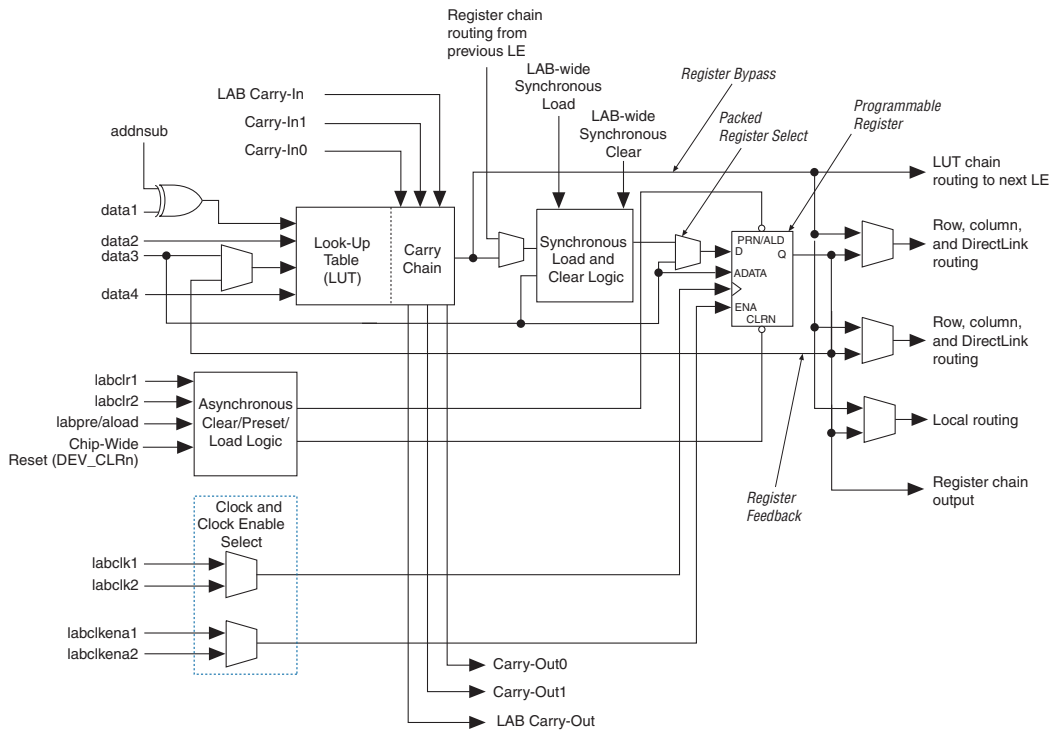 Register chain
routing from
previous LE
LAB-wide
Synchronous
Load
Register Bypass
LAB Carry-In
LAB-wide
Synchronous
Clear
Packed
Register Select
Programmable
Register
Carry-In1
addnsub
Carry-In0
LUT chain
routing to next LE
data1
data2
data3
data4
Look-Up
Table
(LUT)
Carry
Chain
Synchronous
Load and
Clear Logic
PRN/ALD
D
Q
ADATA
ENA
CLRN
Row, column,
and DirectLink
routing
Row, column,
and DirectLink
routing
labclr1
labclr2
labpre/aload
Chip-Wide
Reset (DEV_CLRn)
Asynchronous
Clear/Preset/
Load Logic
Local routing
Register chain
output
Register
Feedback
Clock and
Clock Enable
Select
labclk1
labclk2
labclkena1
labclkena2
Carry-Out0
Carry-Out1
LAB Carry-Out